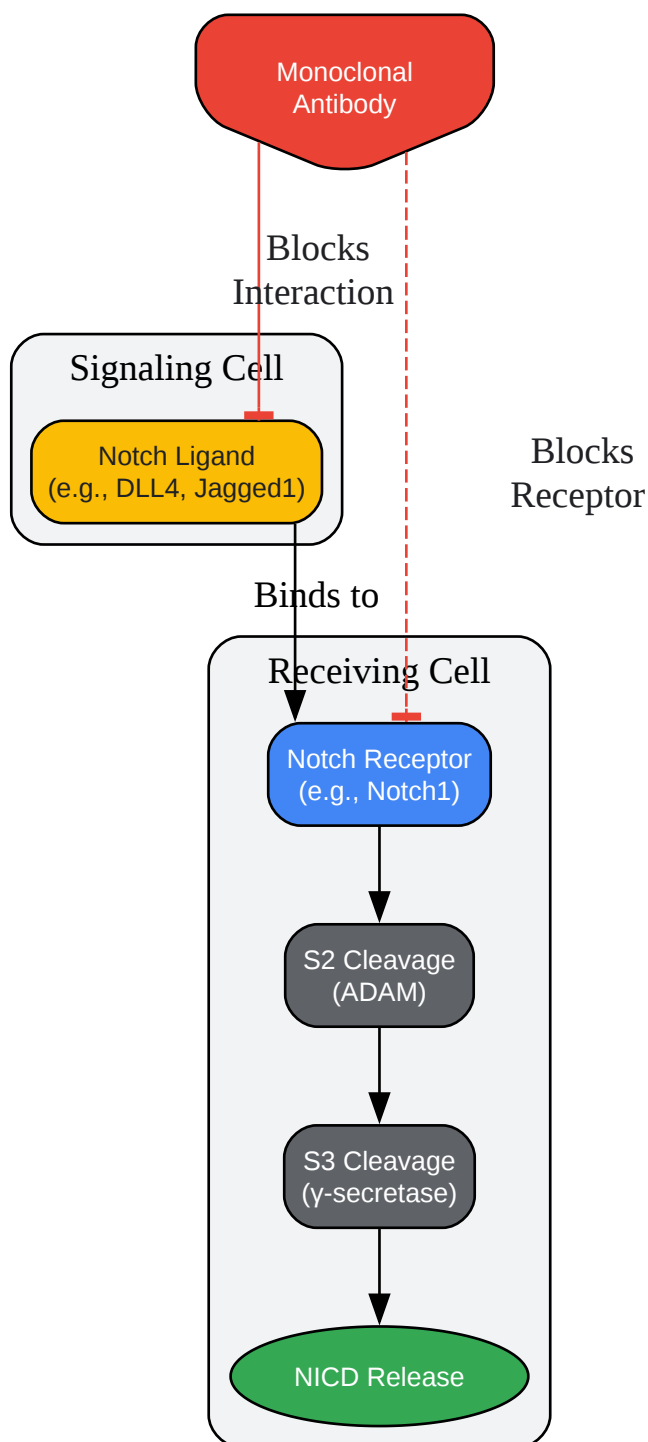 Monoclonal
Antibody
Blocks
Interaction
Signaling Cell
Notch Ligand
(e.g., DLL4, Jagged1)
Blocks
Receptor
Binds to
Receiving Cell
Notch Receptor
(e.g., Notch1)
S2 Cleavage
(ADAM)
S3 Cleavage
(γ-secretase)
NICD Release